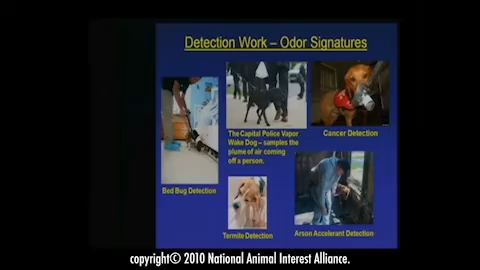 Detection Work – Odor Signatures
The Capital Police Vapor
Wake Dog – samples the
plume of air coming
off a person.
Cancer Detection
Bed Bug Detection
Termite Detection
Arson Accelerant Detection
copyright© 2010 National Animal Interest Alliance.